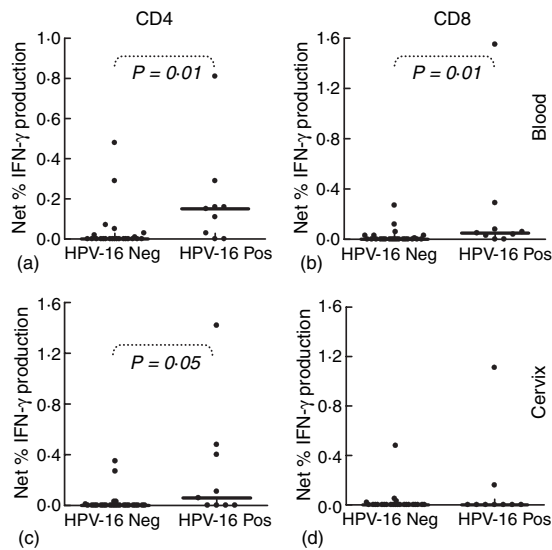 CD4
CD8
Net % IFN-γ production
1·0
0·8
0·6
0·4
0·2
0·0
P = 0·01
HPV-16 Neg HPV-16 Pos
(a)
Net % IFN-γ production
1·6
1·2
0·8
0·4
0·0
P = 0·01
HPV-16 Neg HPV-16 Pos
(b)
Blood
Net % IFN-γ production
1·6
1·2
0·8
0·4
0·0
P = 0·05
HPV-16 Neg HPV-16 Pos
(c)
Net % IFN-γ production
1·6
1·2
0·8
0·4
0·0
HPV-16 Neg HPV-16 Pos
(d)
Cervix